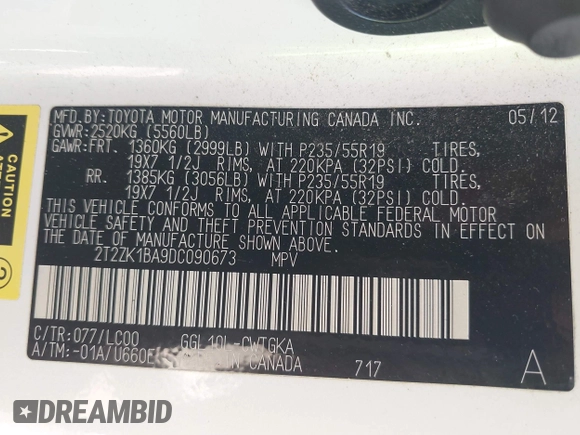 MFD.BY:TOYOTA MOTOR MANUFACTURING CANADA INC. 05/12
GVWR:2520KG (5560LB)
GAWR:FRT. 1360KG (2999LB) WITH P235/55R19 TIRES,
19X7 1/2J RIMS, AT 220KPA (32PSI) COLD.
RR. 1385KG (3056LB) WITH P235/55R19 TIRES,
19X7 1/2J RIMS, AT 220KPA (32PSI) COLD.
THIS VEHICLE CONFORMS TO ALL APPLICABLE FEDERAL MOTOR
VEHICLE SAFETY AND THEFT PREVENTION STANDARDS IN EFFECT ON
THE DATE OF MANUFACTURE SHOWN ABOVE.
2T2ZK1BA9DC090673 MPV
CAUTION
C/TR:077/LC00 GGL10L-CWTGKA
A/TM:-01A/U660E IN CANADA 717 A
DREAMBID